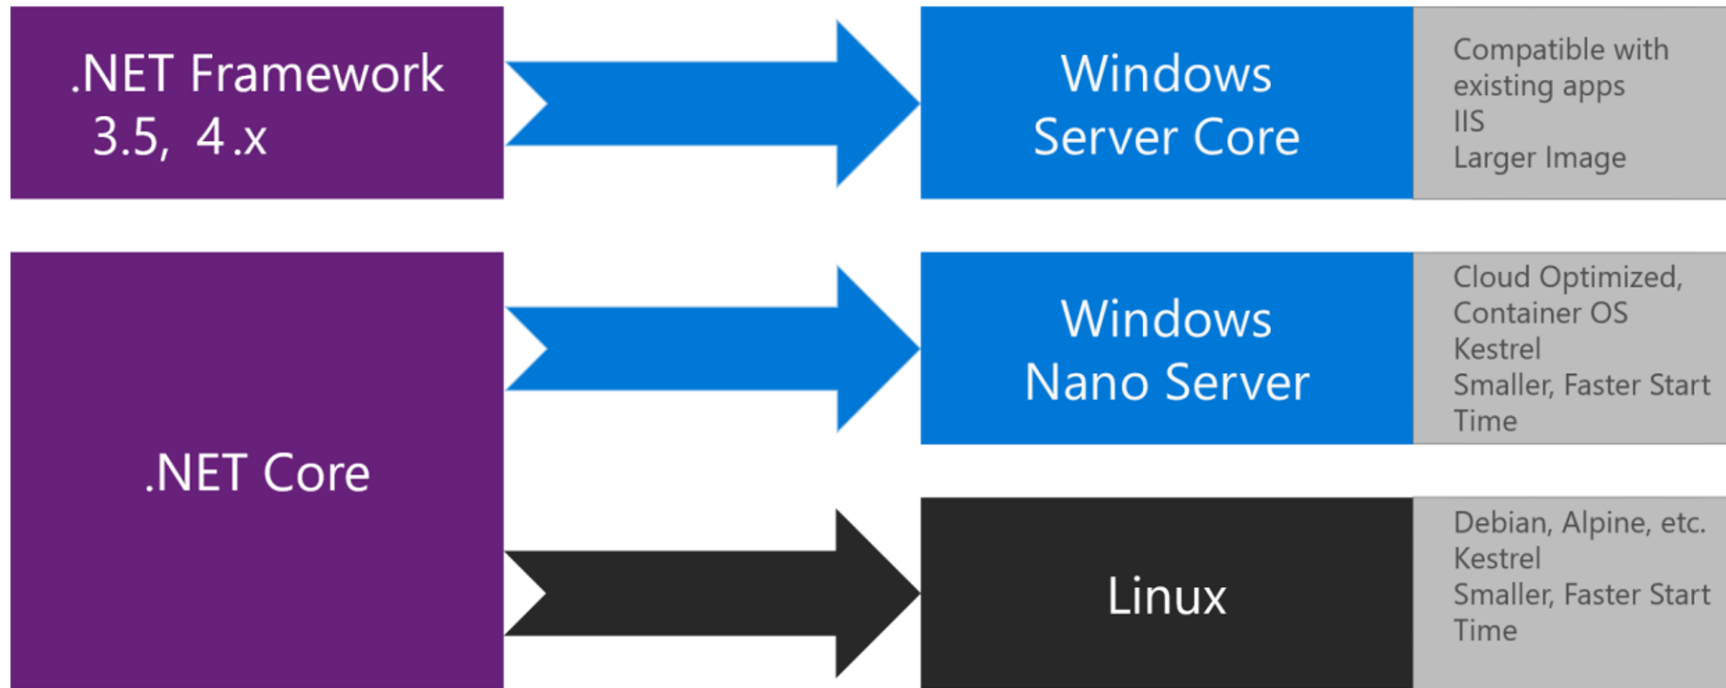 .NET Framework
3.5, 4.x
Windows
Server Core
Compatible with
existing apps
IIS
Larger Image
.NET Core
Windows
Nano Server
Cloud Optimized,
Container OS
Kestrel
Smaller, Faster Start
Time
Linux
Debian, Alpine, etc.
Kestrel
Smaller, Faster Start
Time